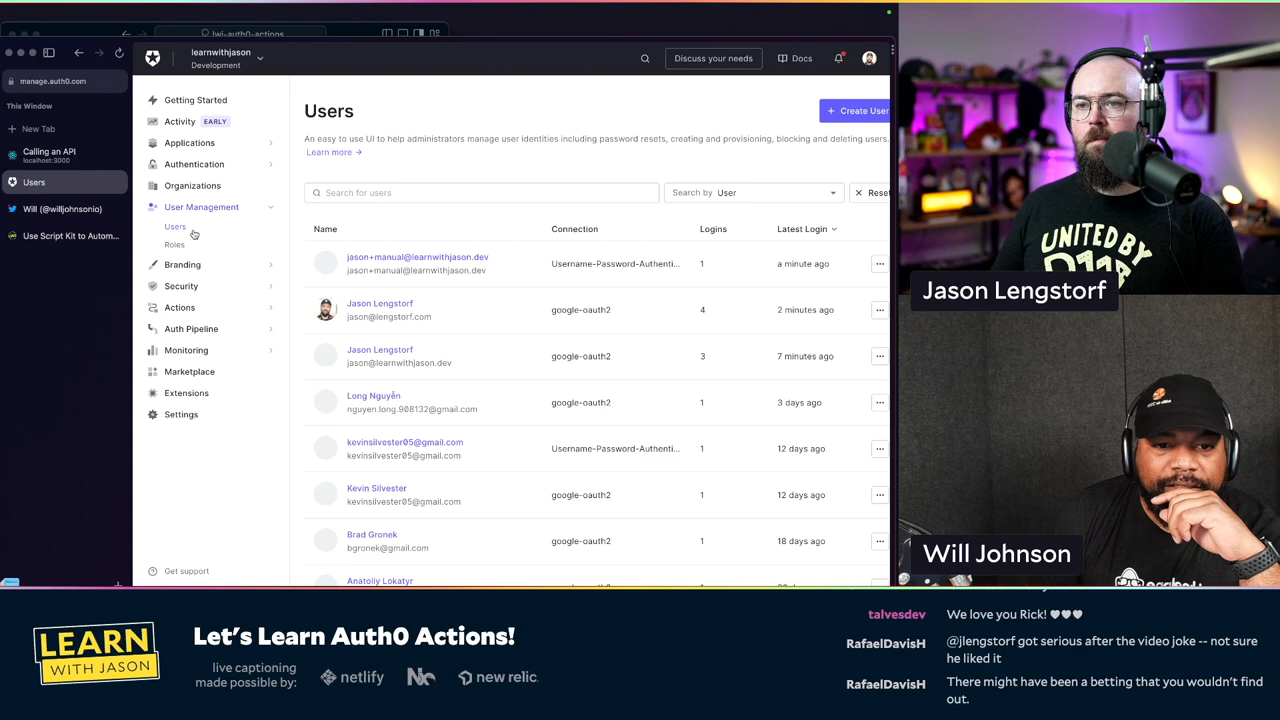 lwj-auth0-actions
manage.auth0.com
This Window
New Tab
Calling an API
localhost:3000
Users
Will (@willjohnsonio)
Use Script Kit to Autom...
learnwithjason
Development
Discuss your needs
Docs
Getting Started
Activity EARLY
Applications
Authentication
Organizations
User Management
Users
Roles
Branding
Security
Actions
Auth Pipeline
Monitoring
Marketplace
Extensions
Settings
Get support
Users
+ Create User
An easy to use UI to help administrators manage user identities including password resets, creating and provisioning, blocking and deleting users.
Learn more →
Search for users
Search by User
Reset
Name Connection Logins Latest Login
jason+manual@learnwithjason.dev
jason+manual@learnwithjason.dev
Username-Password-Authenti... 1 a minute ago
Jason Lengstorf
jason@lengstorf.com
google-oauth2 4 2 minutes ago
Jason Lengstorf
jason@learnwithjason.dev
google-oauth2 3 7 minutes ago
Long Nguyễn
nguyen.long.908132@gmail.com
google-oauth2 1 3 days ago
kevinsilvester05@gmail.com
kevinsilvester05@gmail.com
Username-Password-Authenti... 1 12 days ago
Kevin Silvester
kevinsilvester05@gmail.com
google-oauth2 1 12 days ago
Brad Gronek
bgronek@gmail.com
google-oauth2 1 18 days ago
Anatoliy Lokatyr
UNITED BY
Jason Lengstorf
Will Johnson
LEARN
WITH JASON
Let's Learn Auth0 Actions!
live captioning
made possible by:
netlify
Nx
new relic.
talvesdev We love you Rick! ♥♥♥
RafaelDavisH @jlengstorf got serious after the video joke -- not sure
he liked it
RafaelDavisH There might have been a betting that you wouldn't find
out.